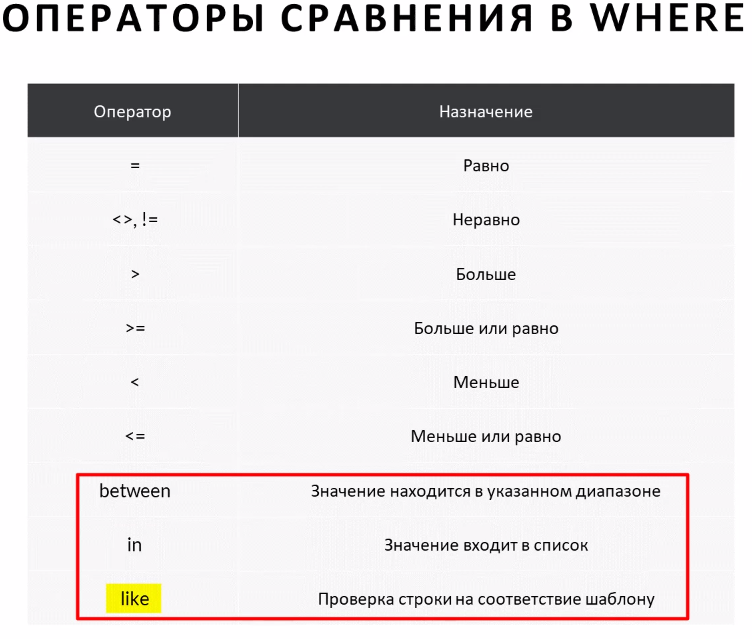 ОПЕРАТОРЫ СРАВНЕНИЯ В WHERE
Оператор Назначение
= Равно
<>, != Неравно
> Больше
>= Больше или равно
< Меньше
<= Меньше или равно
between Значение находится в указанном диапазоне
in Значение входит в список
like Проверка строки на соответствие шаблону